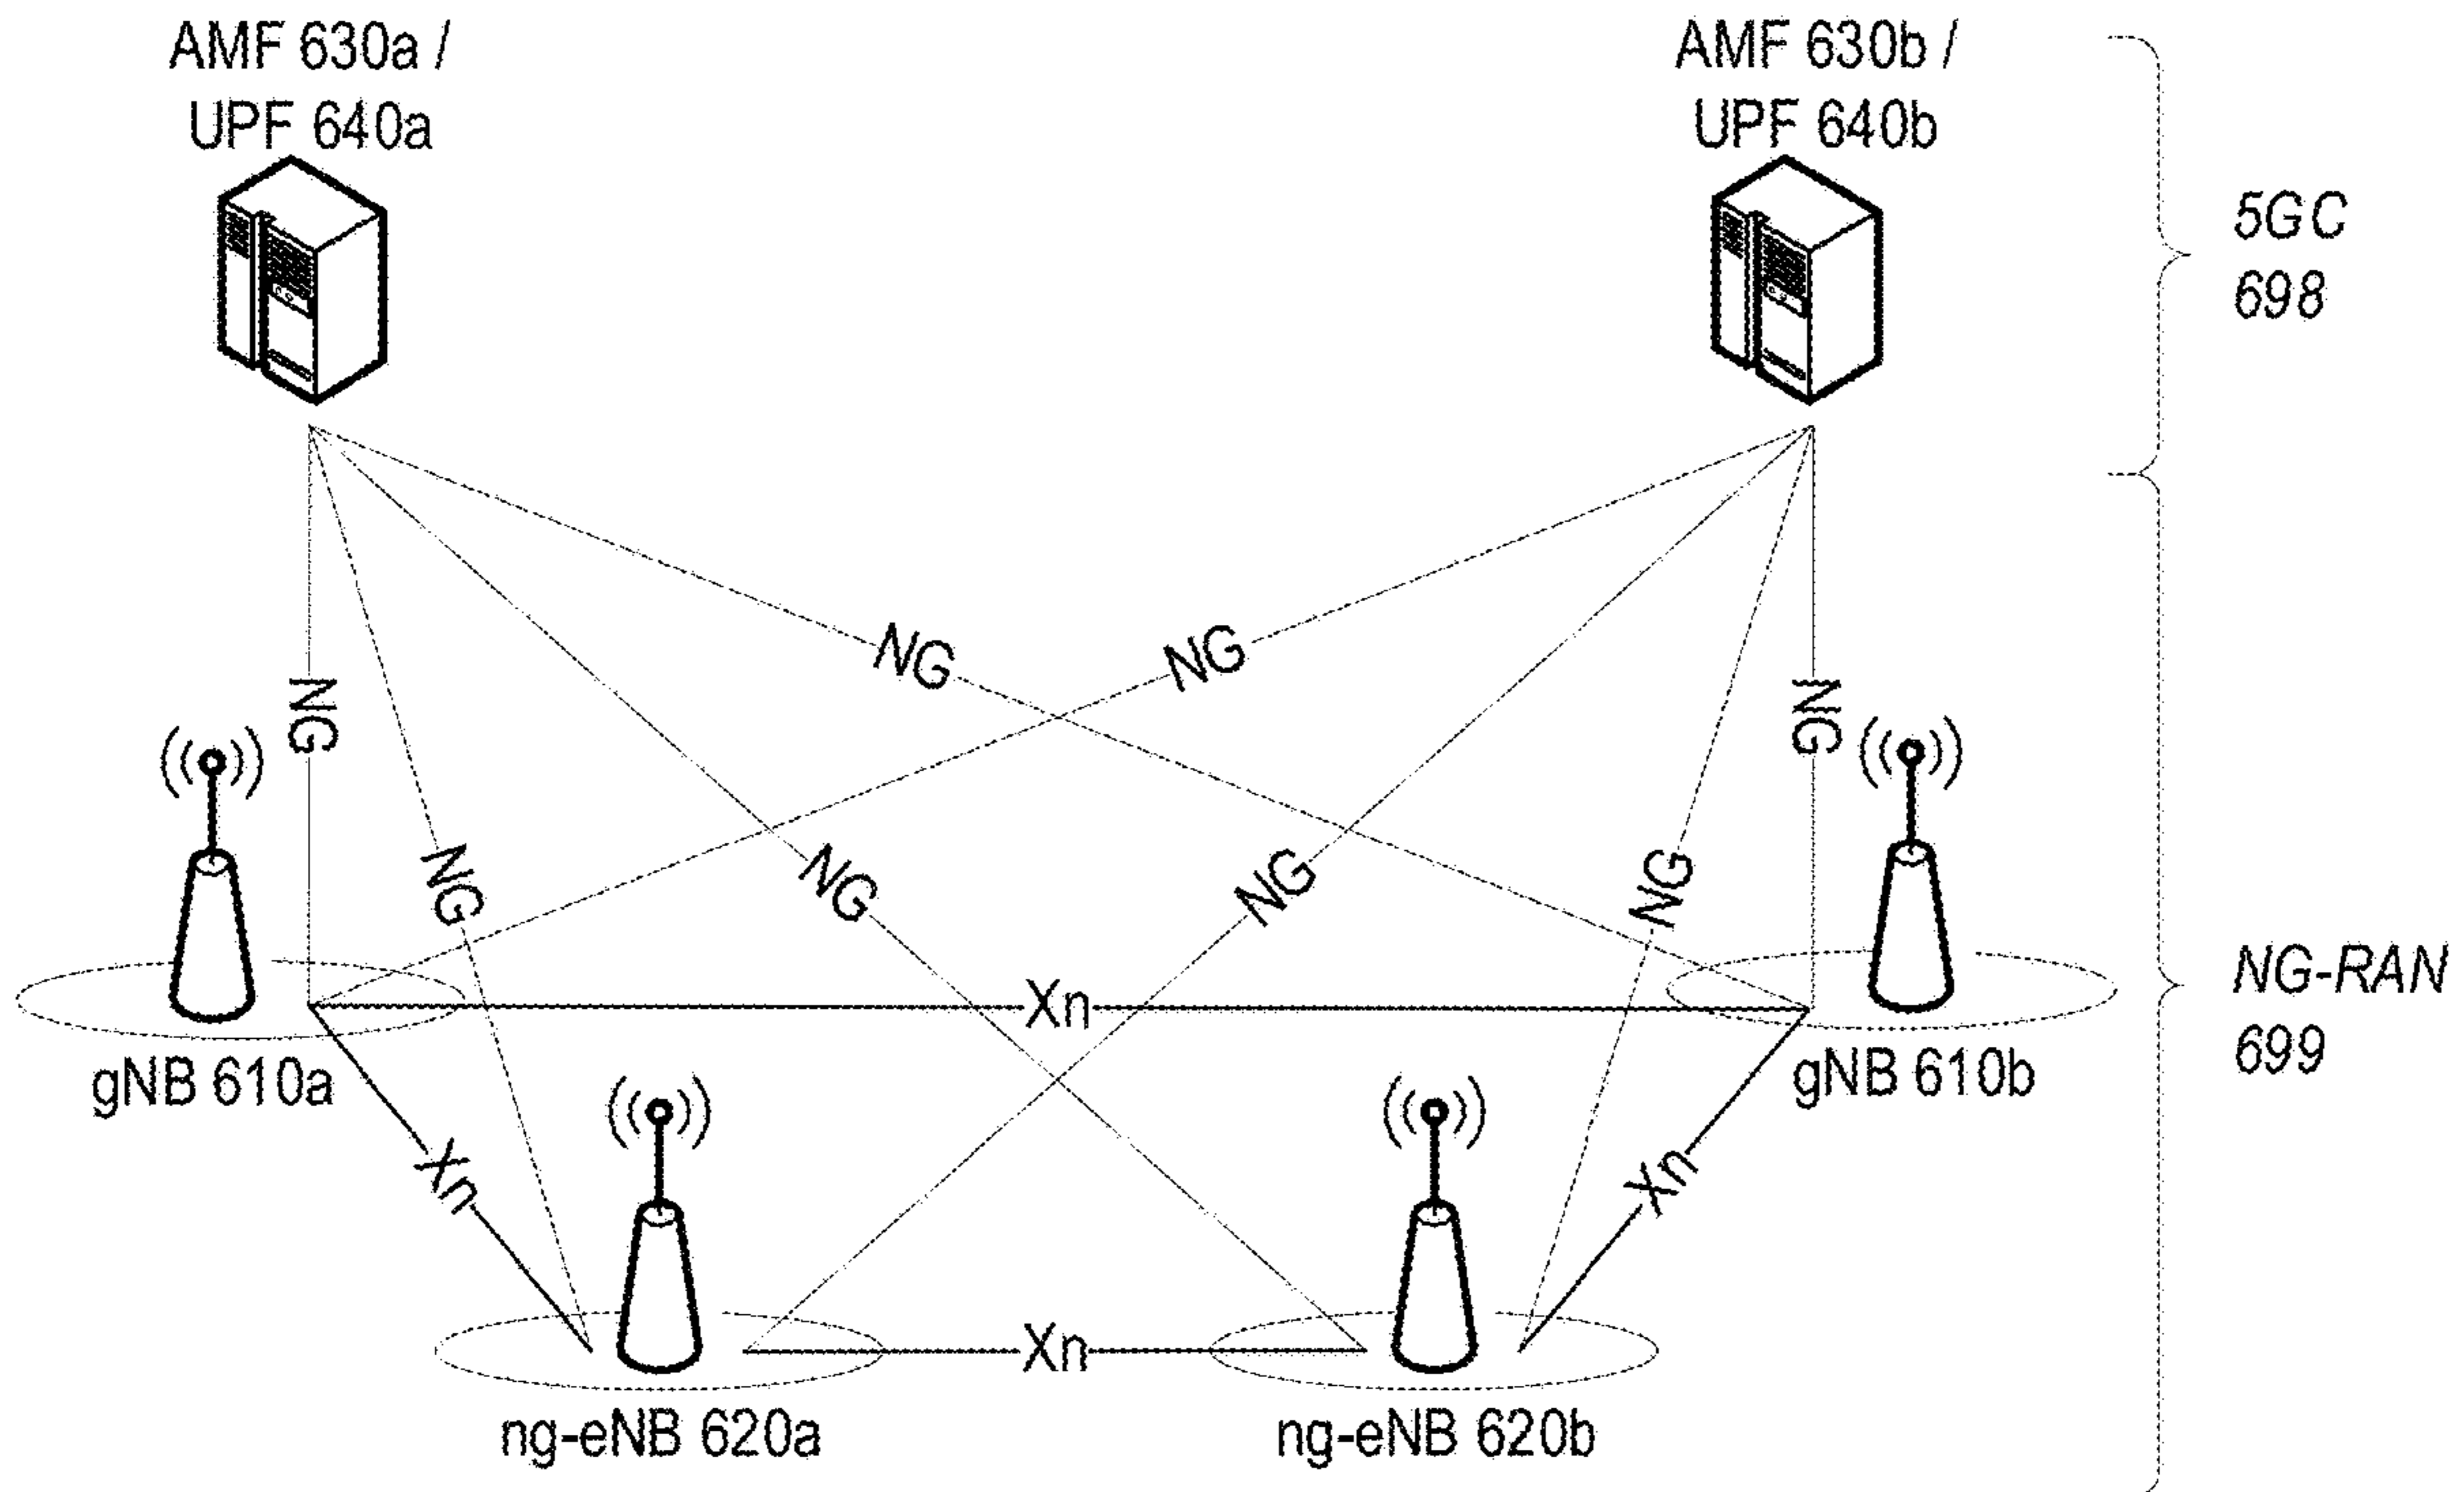 AMF 630a /
UPF 640a
AMF 630b /
UPF 640b
5GC
698
NG
NG
NG
NG
NG
NG
NG
NG
Xn
gNB 610a
gNB 610b
NG-RAN
699
Xn
Xn
Xn
ng-eNB 620a
ng-eNB 620b